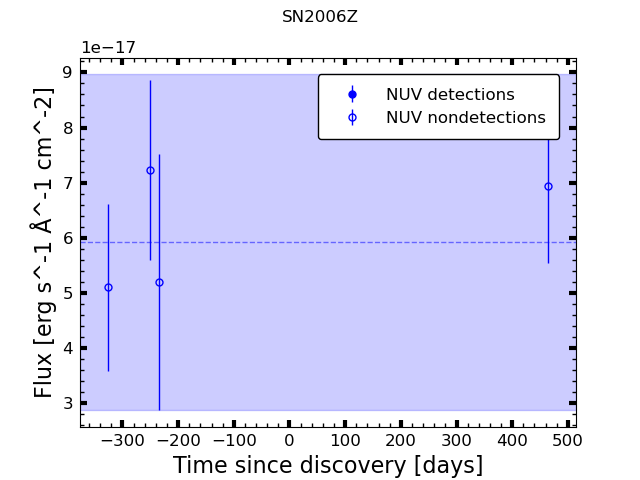 SN2006Z
1e−17
9
8
7
6
5
4
3
Flux [erg s^-1 Å^-1 cm^-2]
NUV detections
NUV nondetections
−300 −200 −100 0 100 200 300 400 500
Time since discovery [days]